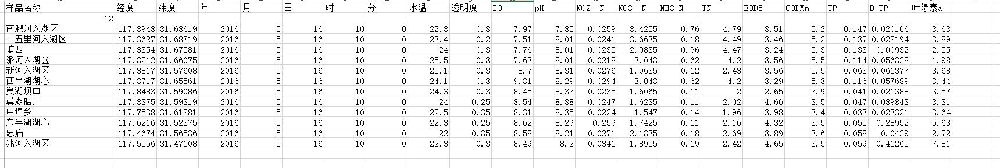 样品名称 经度 纬度 年 月 日 时 分 水温 透明度 DO pH NO2--N NO3--N NH3-N TN BOD5 CODMn TP D-TP 叶绿素a
12
南淝河入湖区 117.3948 31.68619 2016 5 16 10 0 22.8 0.3 7.97 7.85 0.0259 3.4255 0.76 4.79 3.51 5.2 0.147 0.020166 3.63
十五里河入湖区 117.3627 31.68719 2016 5 16 10 0 23.4 0.2 7.51 8.01 0.0241 3.6635 0.18 4.49 3.46 5.2 0.137 0.022194 3.89
塘西 117.3354 31.67581 2016 5 16 10 0 24 0.3 7.76 8.01 0.0235 2.9835 0.96 4.47 3.24 5.3 0.133 0.00932 2.55
派河入湖区 117.3212 31.66075 2016 5 16 10 0 25.5 0.3 7.63 8.01 0.0218 3.043 0.62 4.2 3.56 5.5 0.114 0.056328 1.98
新河入湖区 117.3817 31.57608 2016 5 16 10 0 25.1 0.3 8.7 8.31 0.0276 1.9635 0.12 2.43 3.56 5.5 0.063 0.061377 3.68
西半湖湖心 117.3717 31.65561 2016 5 16 10 0 24.1 0.3 9.31 8.29 0.0294 3.043 0.62 4.2 3.29 5.3 0.116 0.057689 3.44
巢湖坝口 117.8483 31.59086 2016 5 16 10 0 24.3 0.3 8.45 8.33 0.0235 1.6065 0.11 2 2.65 3.9 0.041 0.021388 3.57
巢湖船厂 117.8375 31.59319 2016 5 16 10 0 24 0.25 8.54 8.38 0.0247 1.6235 0.11 2.02 4.66 3.5 0.047 0.089843 3.31
中埠乡 117.7538 31.61281 2016 5 16 10 0 22.5 0.35 8.31 8.35 0.0224 1.547 0.14 1.96 3.98 3.4 0.033 0.023321 3.64
东半湖湖心 117.6216 31.52375 2016 5 16 10 0 22.3 0.25 8.62 8.29 0.259 1.7425 0.11 2.16 4.32 3.5 0.055 0.28952 5.63
忠庙 117.4674 31.56536 2016 5 16 10 0 22 0.35 8.58 8.21 0.0271 2.1335 0.18 2.69 3.89 3.6 0.058 0.0429 2.72
兆河入湖区 117.5556 31.47108 2016 5 16 10 0 22.3 0.3 8.49 8.2 0.0341 1.8955 0.19 2.42 4.65 3.5 0.059 0.41265 7.81